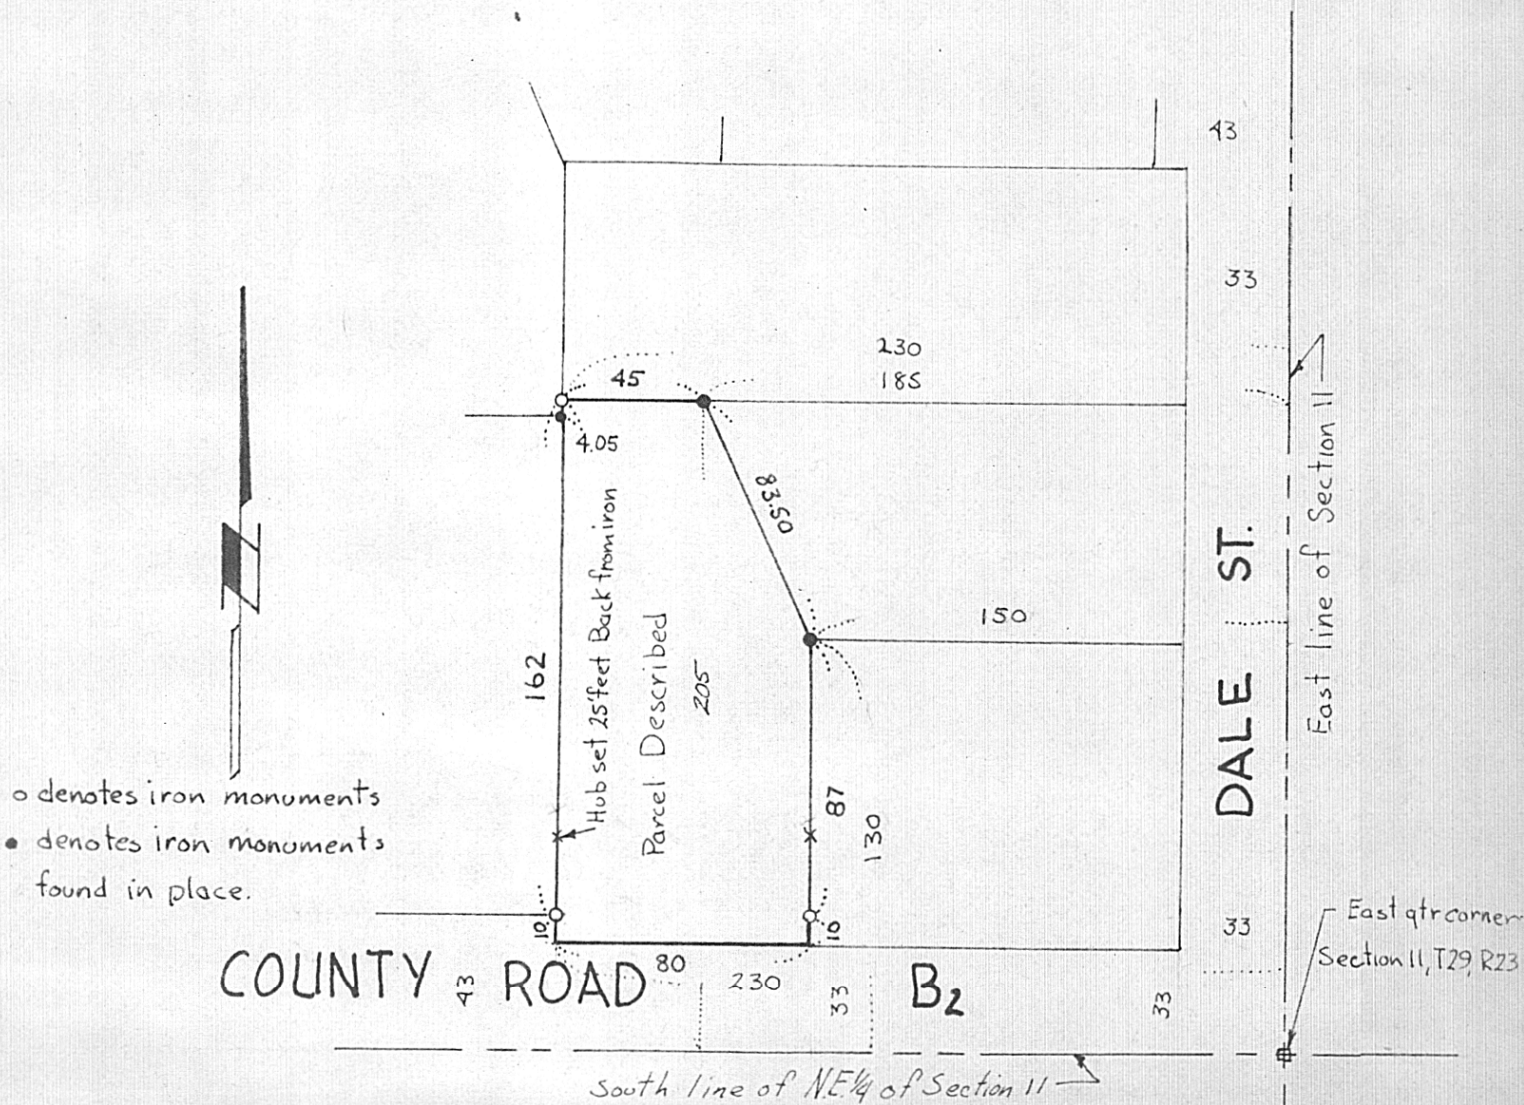 43
33
230
185
45
4.05
83.50
150
162
Hub set 25'feet Back from iron
Parcel Described
205
87
130
DALE ST.
East line of Section 11
o denotes iron monuments
• denotes iron monuments
found in place.
10
10
33
East qtr corner
Section 11, T29, R23
COUNTY ROAD B2
43
80
230
33
33
South line of N.E.1/4 of Section 11